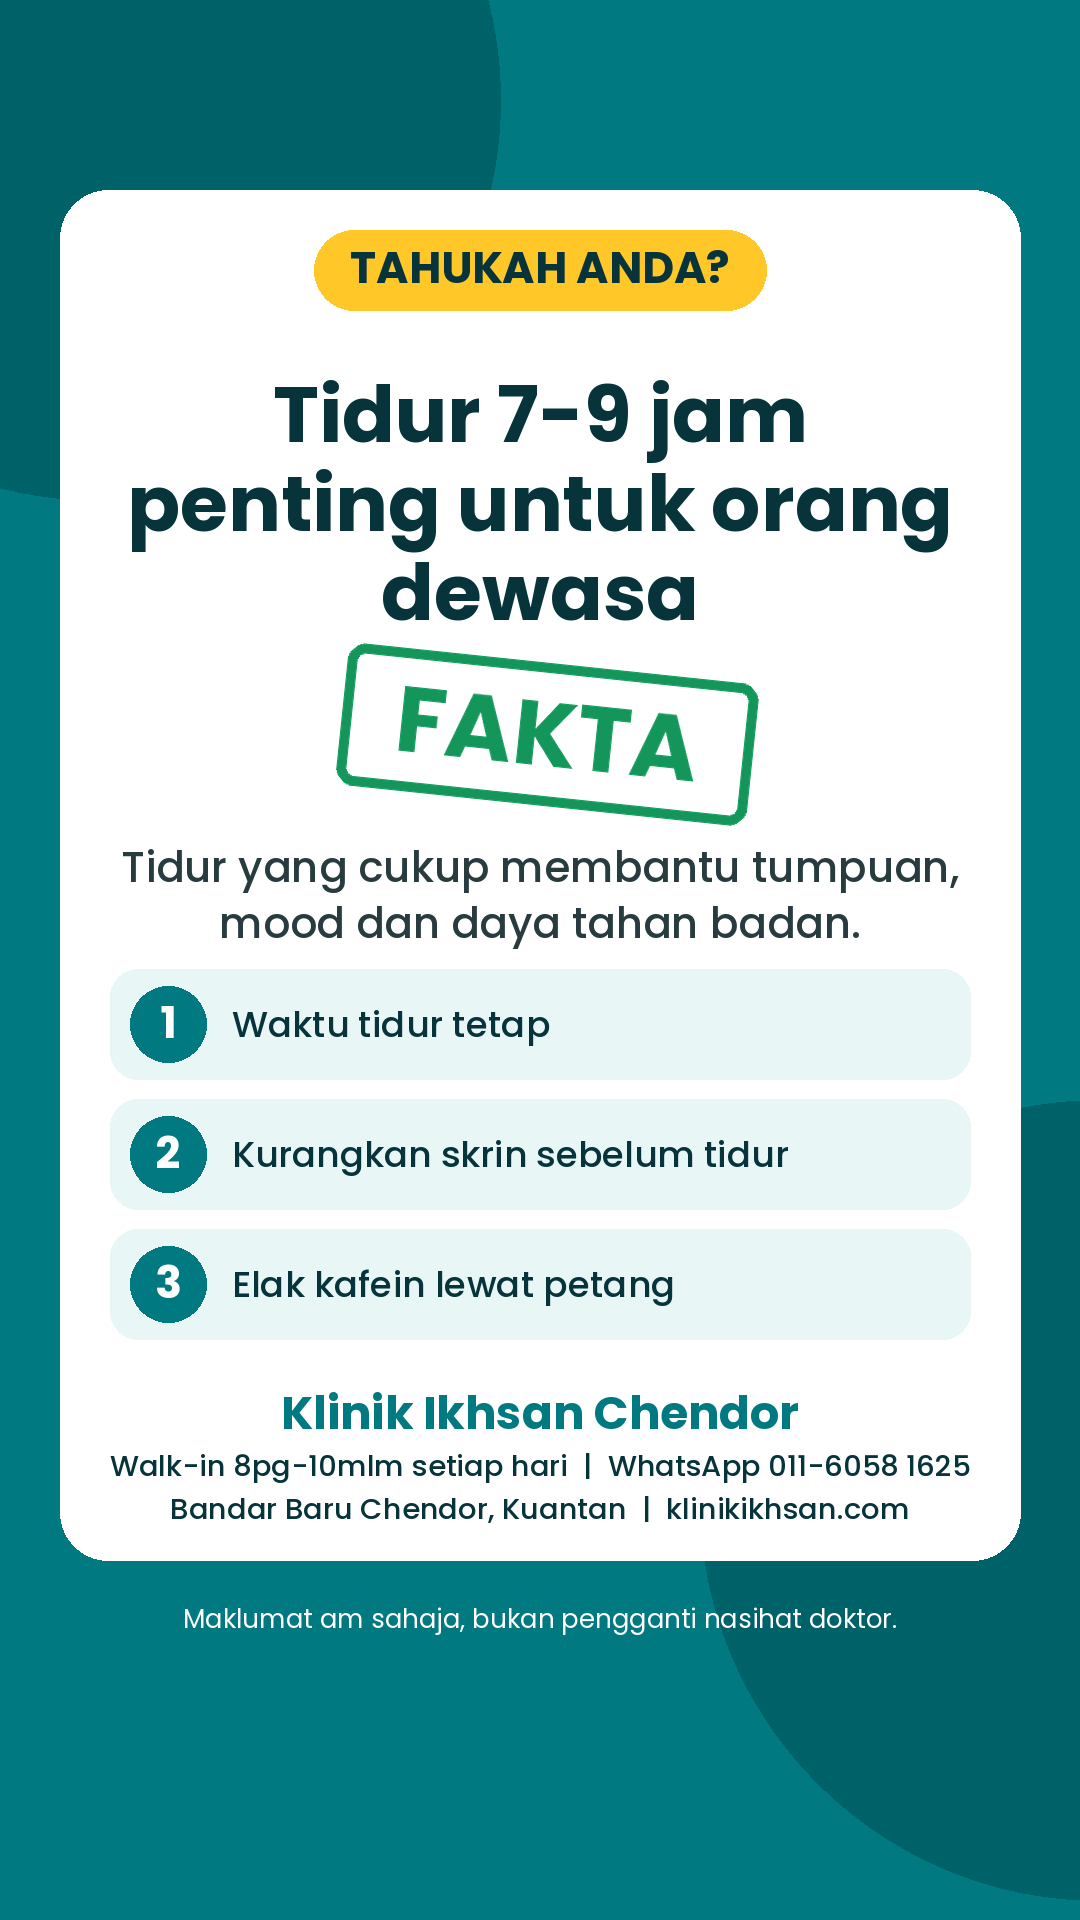 TAHUKAH ANDA?
Tidur 7-9 jam
penting untuk orang
dewasa
FAKTA
Tidur yang cukup membantu tumpuan,
mood dan daya tahan badan.
1 Waktu tidur tetap
2 Kurangkan skrin sebelum tidur
3 Elak kafein lewat petang
Klinik Ikhsan Chendor
Walk-in 8pg-10mlm setiap hari | WhatsApp 011-6058 1625
Bandar Baru Chendor, Kuantan | klinikikhsan.com
Maklumat am sahaja, bukan pengganti nasihat doktor.